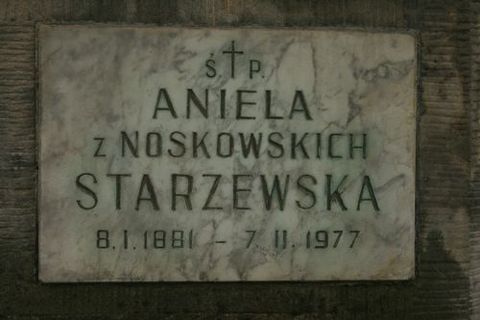 Ś. † P.
ANIELA
z NOSKOWSKICH
STARZEWSKA
8.I.1881 – 7.II.1977